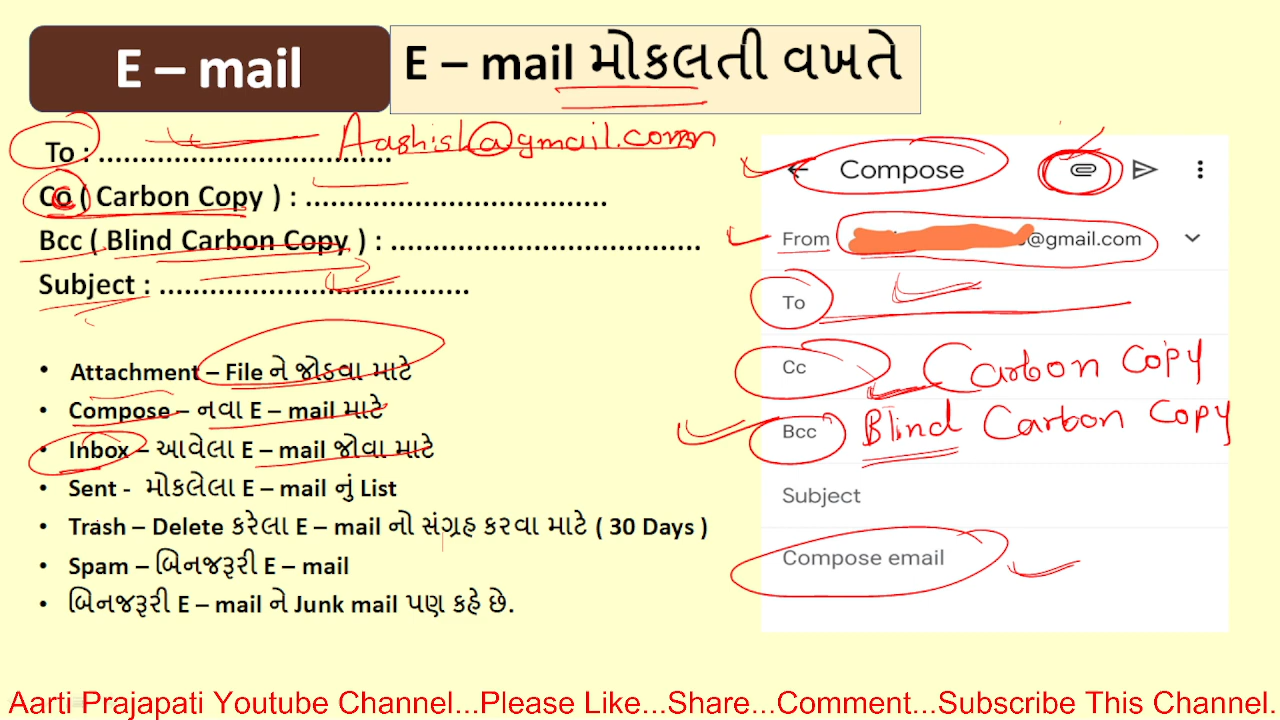 E – mail
E – mail મોકલતી વખતે
To : ...................................
Aashish@gmail.com
Cc ( Carbon Copy ) : ....................................
Bcc ( Blind Carbon Copy ) : .....................................
Subject : .....................................
• Attachment – File ને જોડવા માટે
• Compose – નવા E – mail માટે
• Inbox – આવેલા E – mail જોવા માટે
• Sent - મોકલેલા E – mail નું List
• Trash – Delete કરેલા E – mail નો સંગ્રહ કરવા માટે ( 30 Days )
• Spam – બિનજરૂરી E – mail
• બિનજરૂરી E – mail ને Junk mail પણ કહે છે.
Compose
From @gmail.com
To
Cc Carbon Copy
Bcc Blind Carbon Copy
Subject
Compose email
Aarti Prajapati Youtube Channel...Please Like...Share...Comment...Subscribe This Channel.